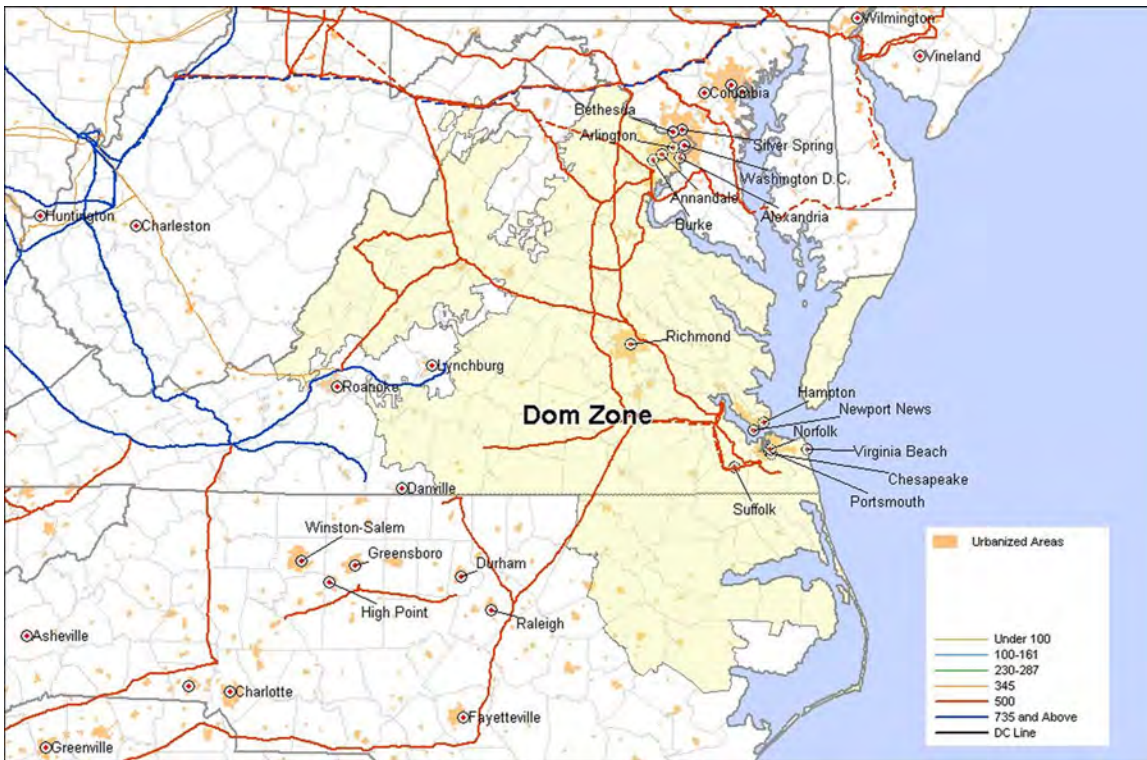 Wilmington
Vineland
Columbia
Bethesda
Arlington
Silver Spring
Washington D.C.
Annandale
Alexandria
Burke
Huntington
Charleston
Richmond
Lynchburg
Roanoke
Hampton
Dom Zone
Newport News
Norfolk
Virginia Beach
Chesapeake
Portsmouth
Danville
Suffolk
Winston-Salem
Greensboro
Durham
High Point
Raleigh
Asheville
Charlotte
Fayetteville
Greenville
Urbanized Areas
Under 100
100-161
230-287
345
500
735 and Above
DC Line